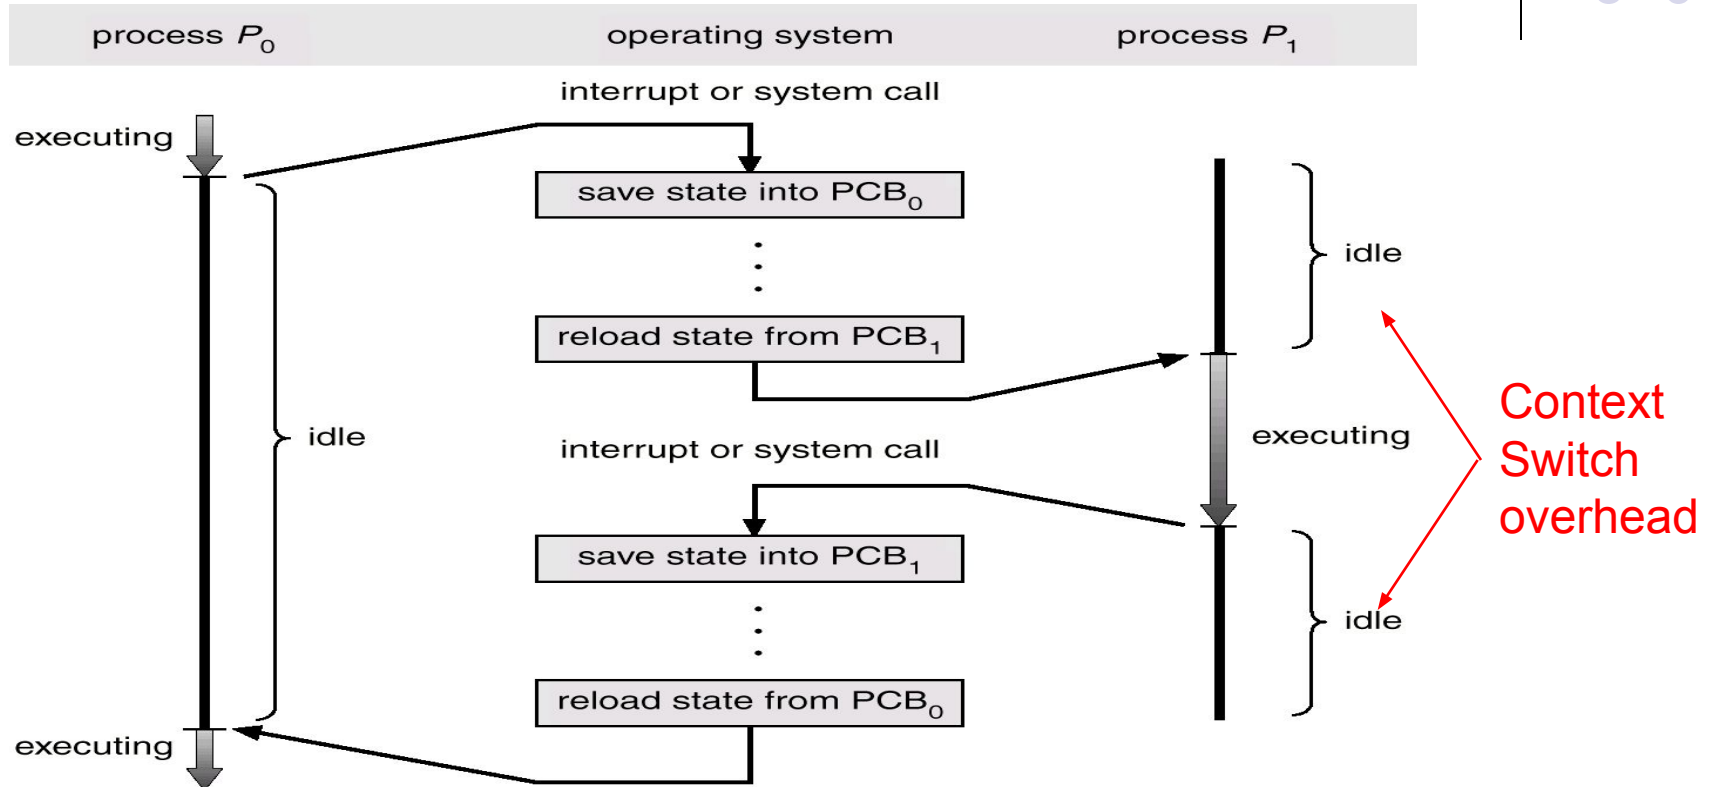 process P0 operating system process P1
interrupt or system call
executing
save state into PCB0
idle
reload state from PCB1
Context
Switch
overhead
idle
executing
interrupt or system call
save state into PCB1
idle
reload state from PCB0
executing